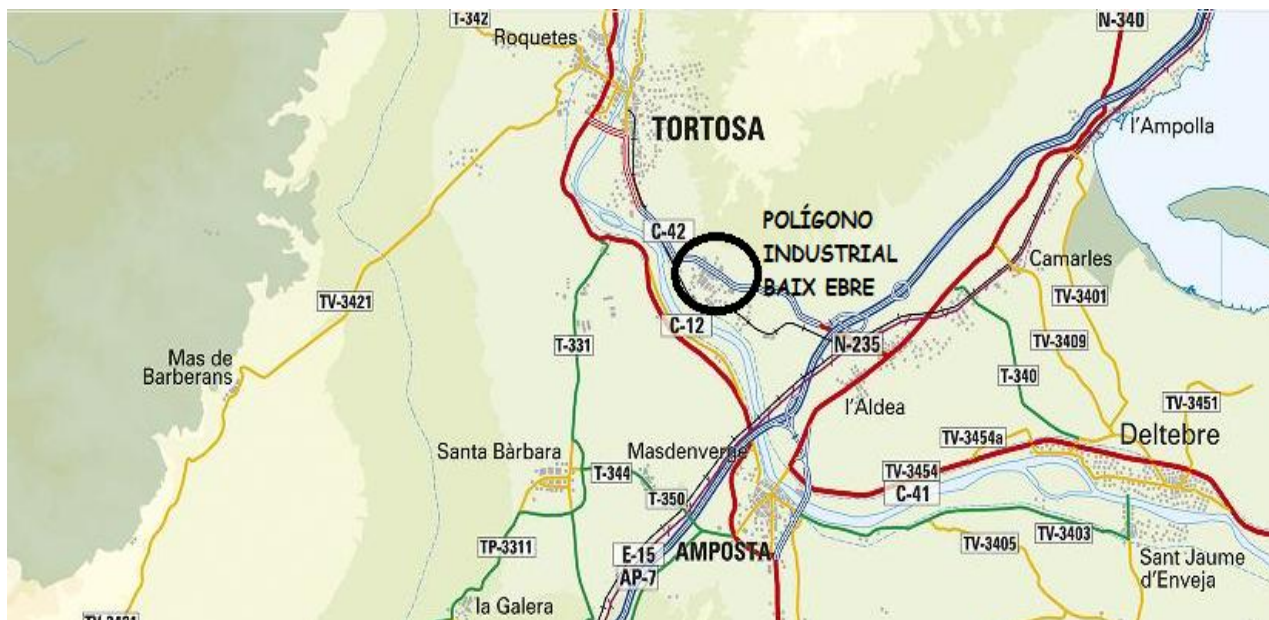 T-342
N-340
Roquetes
TORTOSA
l'Ampolla
POLÍGONO
INDUSTRIAL
BAIX EBRE
C-42
Camarles
TV-3421
TV-3401
C-12
N-235
TV-3409
T-331
Mas de
Barberans
T-340
l'Aldea
TV-3451
TV-3454a
Deltebre
Santa Bàrbara
Masdenverge
T-344
TV-3454
C-41
T-350
TP-3311
E-15
AP-7
AMPOSTA
TV-3405
TV-3403
Sant Jaume
d'Enveja
la Galera